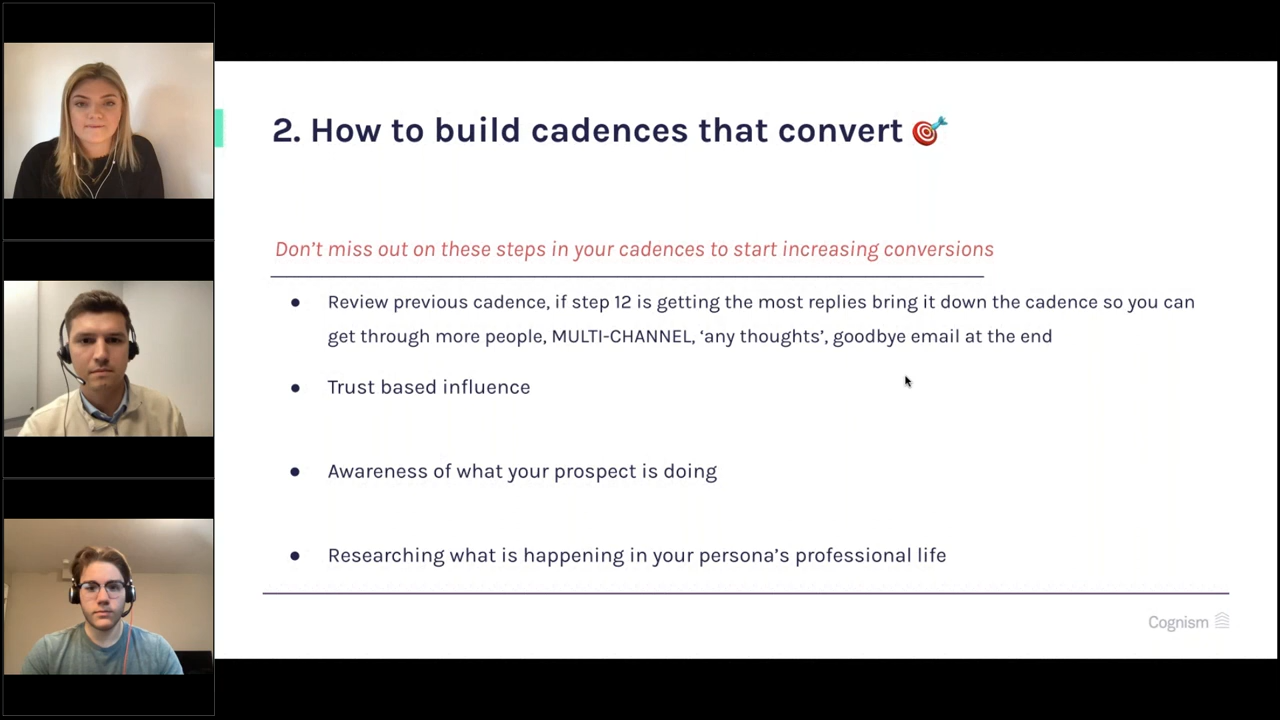 2. How to build cadences that convert 🎯
Don’t miss out on these steps in your cadences to start increasing conversions
● Review previous cadence, if step 12 is getting the most replies bring it down the cadence so you can
get through more people, MULTI-CHANNEL, ‘any thoughts’, goodbye email at the end
● Trust based influence
● Awareness of what your prospect is doing
● Researching what is happening in your persona’s professional life
Cognism